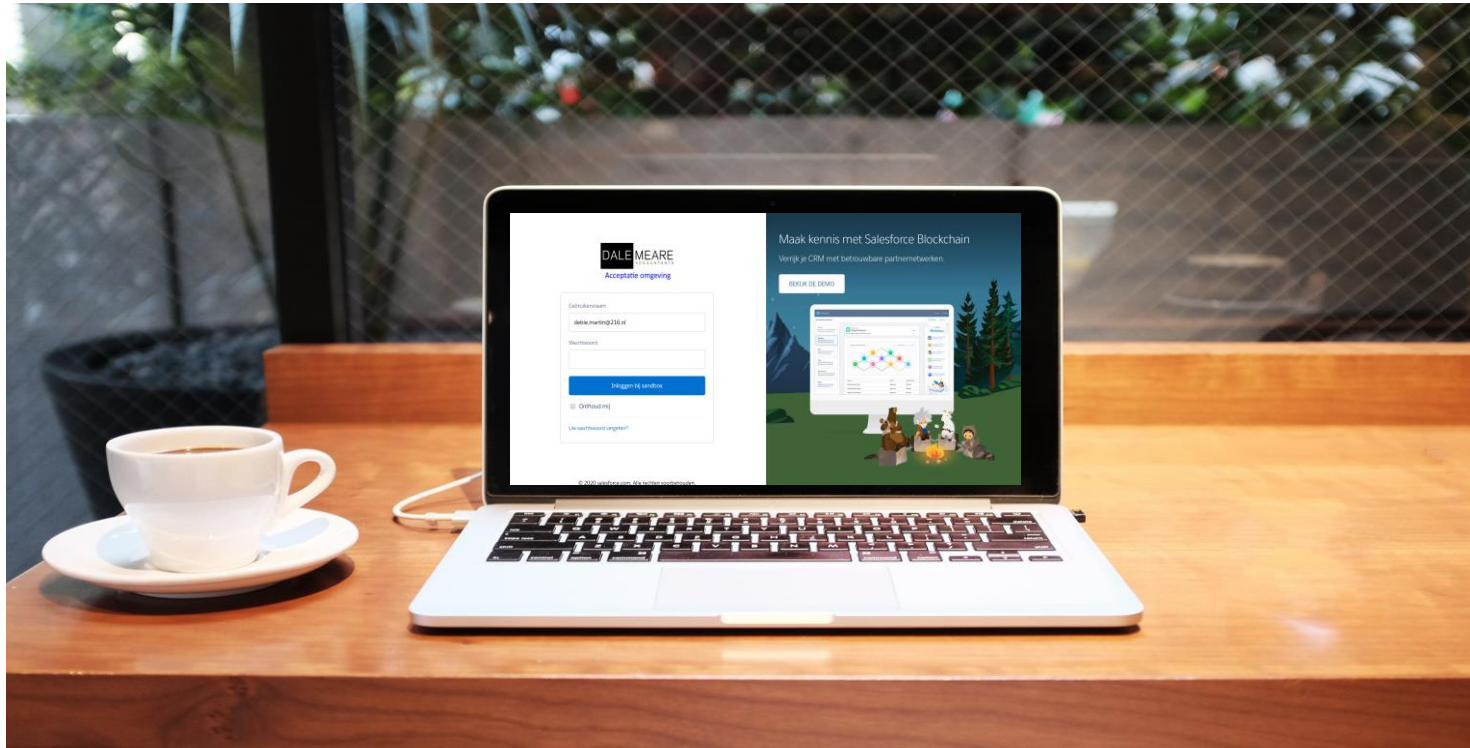 DALE MEARE
ACCOUNTANTS
Acceptatie omgeving
Gebruikersnaam
debie.martin@216.nl
Wachtwoord
Inloggen bij sandbox
Onthoud mij
Uw wachtwoord vergeten?
© 2020 salesforce.com. Alle rechten voorbehouden.
Maak kennis met Salesforce Blockchain
Verrijk je CRM met betrouwbare partnernetwerken.
BEKIJK DE DEMO